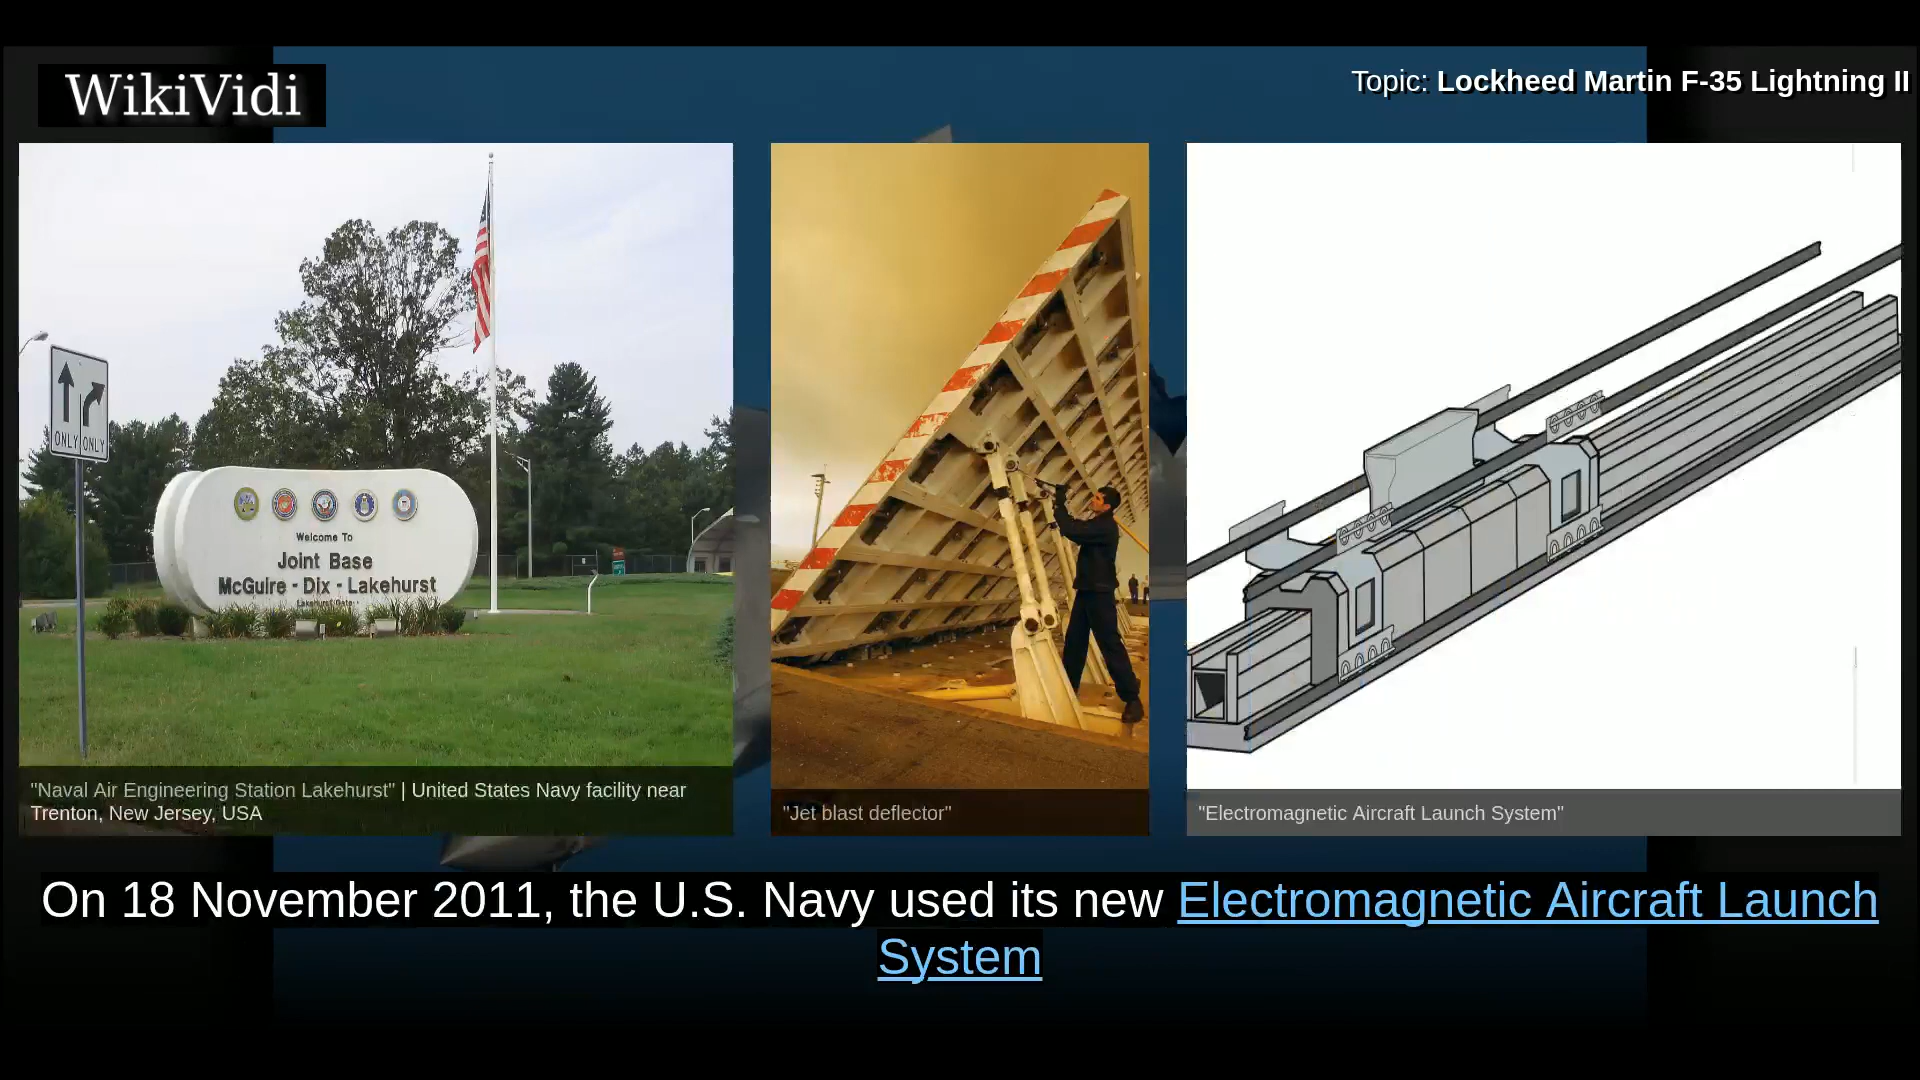 WikiVidi
Topic: Lockheed Martin F-35 Lightning II
ONLY ONLY
Welcome To
Joint Base
McGuire - Dix - Lakehurst
Lakehurst Gate
"Naval Air Engineering Station Lakehurst" | United States Navy facility near
Trenton, New Jersey, USA
"Jet blast deflector"
"Electromagnetic Aircraft Launch System"
On 18 November 2011, the U.S. Navy used its new Electromagnetic Aircraft Launch
System